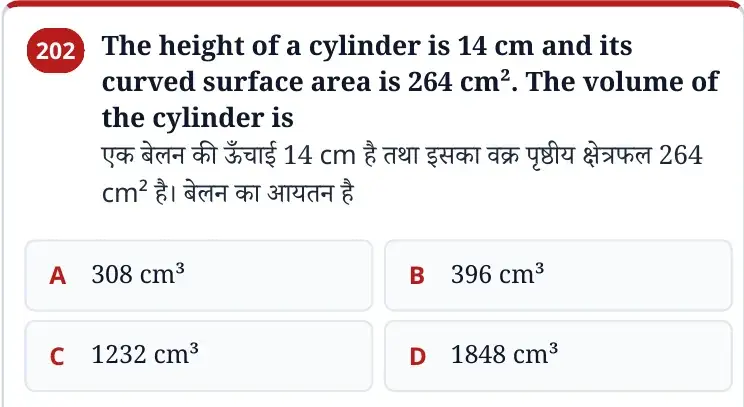 202 The height of a cylinder is 14 cm and its
curved surface area is 264 cm². The volume of
the cylinder is
एक बेलन की ऊँचाई 14 cm है तथा इसका वक्र पृष्ठीय क्षेत्रफल 264
cm² है। बेलन का आयतन है
A 308 cm³
B 396 cm³
C 1232 cm³
D 1848 cm³